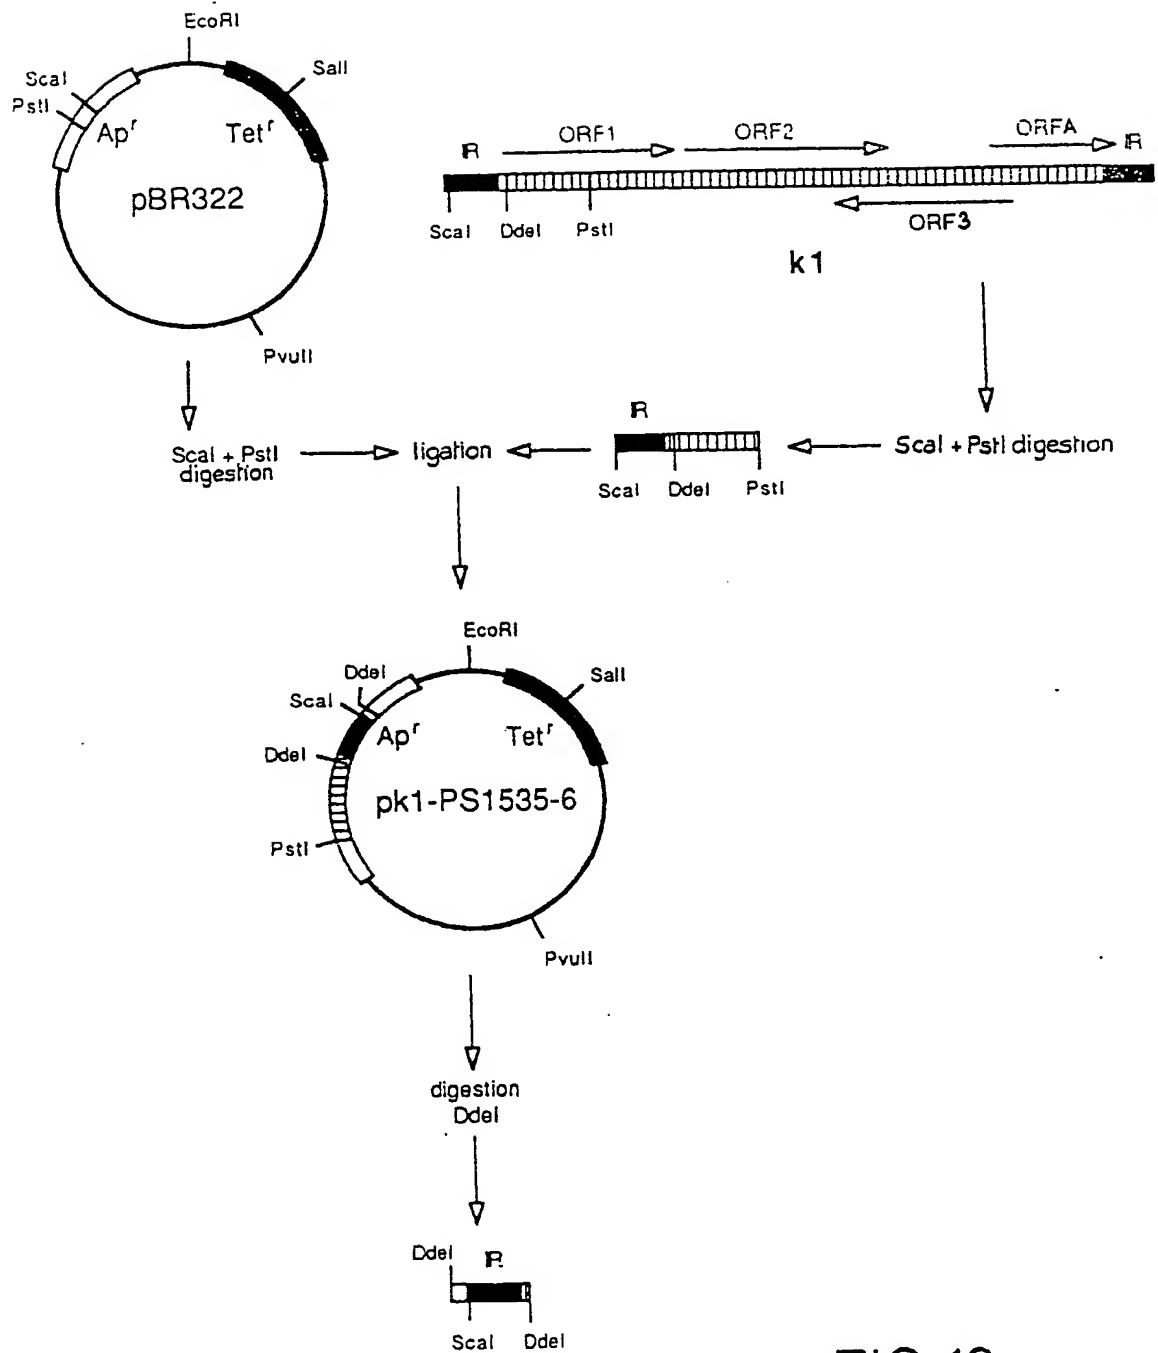 EcoRI
ScaI
PstI
SalI
Apʳ
Tetʳ
pBR322
PvuII
IR
ORF1
ORF2
ORFA
IR
ScaI
DdeI
PstI
ORF3
k1
ScaI + PstI
digestion
ligation
IR
ScaI
DdeI
PstI
ScaI + PstI digestion
EcoRI
DdeI
ScaI
SalI
Apʳ
Tetʳ
DdeI
pk1-PS1535-6
PstI
PvuII
digestion
DdeI
DdeI
IR
ScaI
DdeI